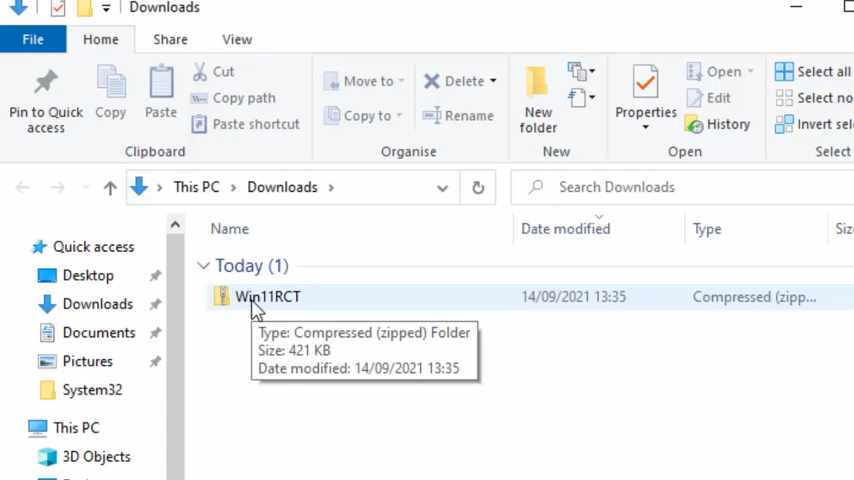 Downloads
File Home Share View
Pin to Quick access
Copy
Paste
Cut
Copy path
Paste shortcut
Clipboard
Move to
Copy to
Delete
Rename
Organise
New folder
New
Properties
Open
Edit
History
Open
Select all
Select no
Invert sel
Select
This PC Downloads
Search Downloads
Name Date modified Type Siz
Quick access
Desktop
Downloads
Documents
Pictures
System32
This PC
3D Objects
Today (1)
Win11RCT 14/09/2021 13:35 Compressed (zipp...
Type: Compressed (zipped) Folder
Size: 421 KB
Date modified: 14/09/2021 13:35